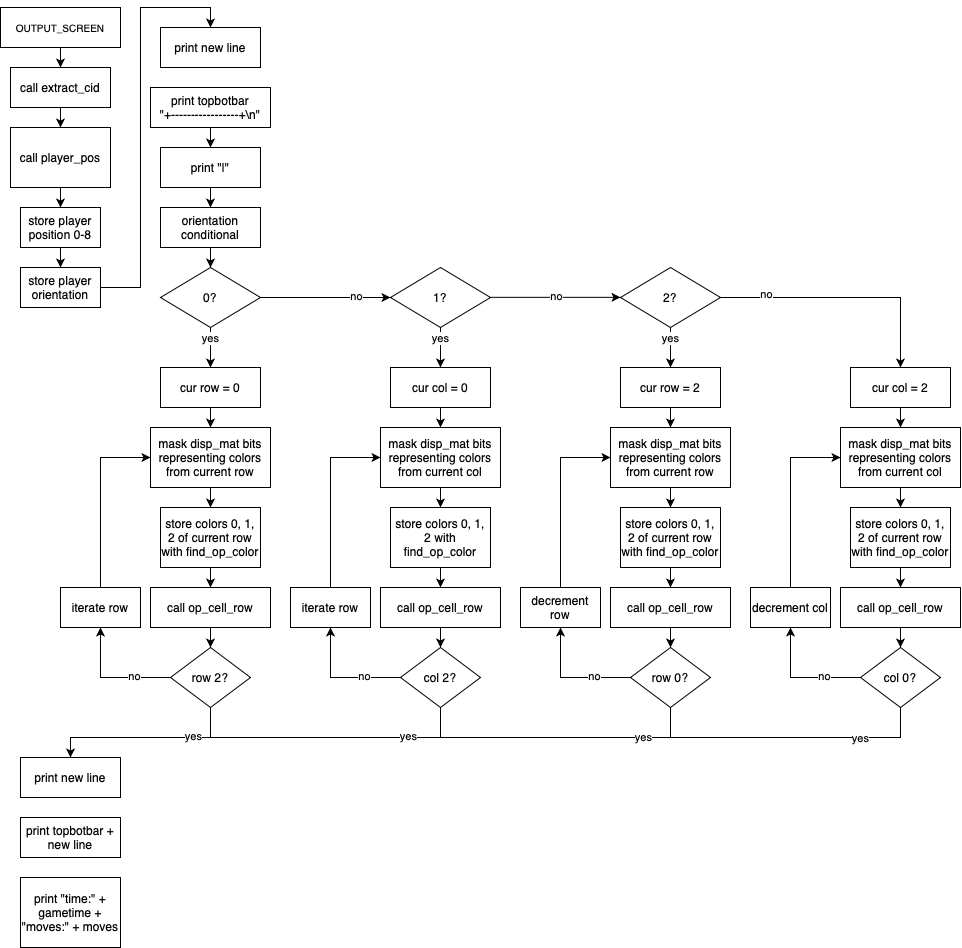 OUTPUT_SCREEN
call extract_cid
call player_pos
store player
position 0-8
store player
orientation
print new line
print topbotbar
"+-----------------+\n"
print "|"
orientation
conditional
0?
no
1?
no
2?
no
yes
yes
yes
cur row = 0
cur col = 0
cur row = 2
cur col = 2
mask disp_mat bits
representing colors
from current row
mask disp_mat bits
representing colors
from current col
mask disp_mat bits
representing colors
from current row
mask disp_mat bits
representing colors
from current col
store colors 0, 1,
2 of current row
with find_op_color
store colors 0, 1,
2 with
find_op_color
store colors 0, 1,
2 of current row
with find_op_color
store colors 0, 1,
2 of current row
with find_op_color
iterate row
call op_cell_row
iterate row
call op_cell_row
decrement
row
call op_cell_row
decrement col
call op_cell_row
no
row 2?
no
col 2?
no
row 0?
no
col 0?
yes
yes
yes
yes
print new line
print topbotbar +
new line
print "time:" +
gametime +
"moves:" + moves